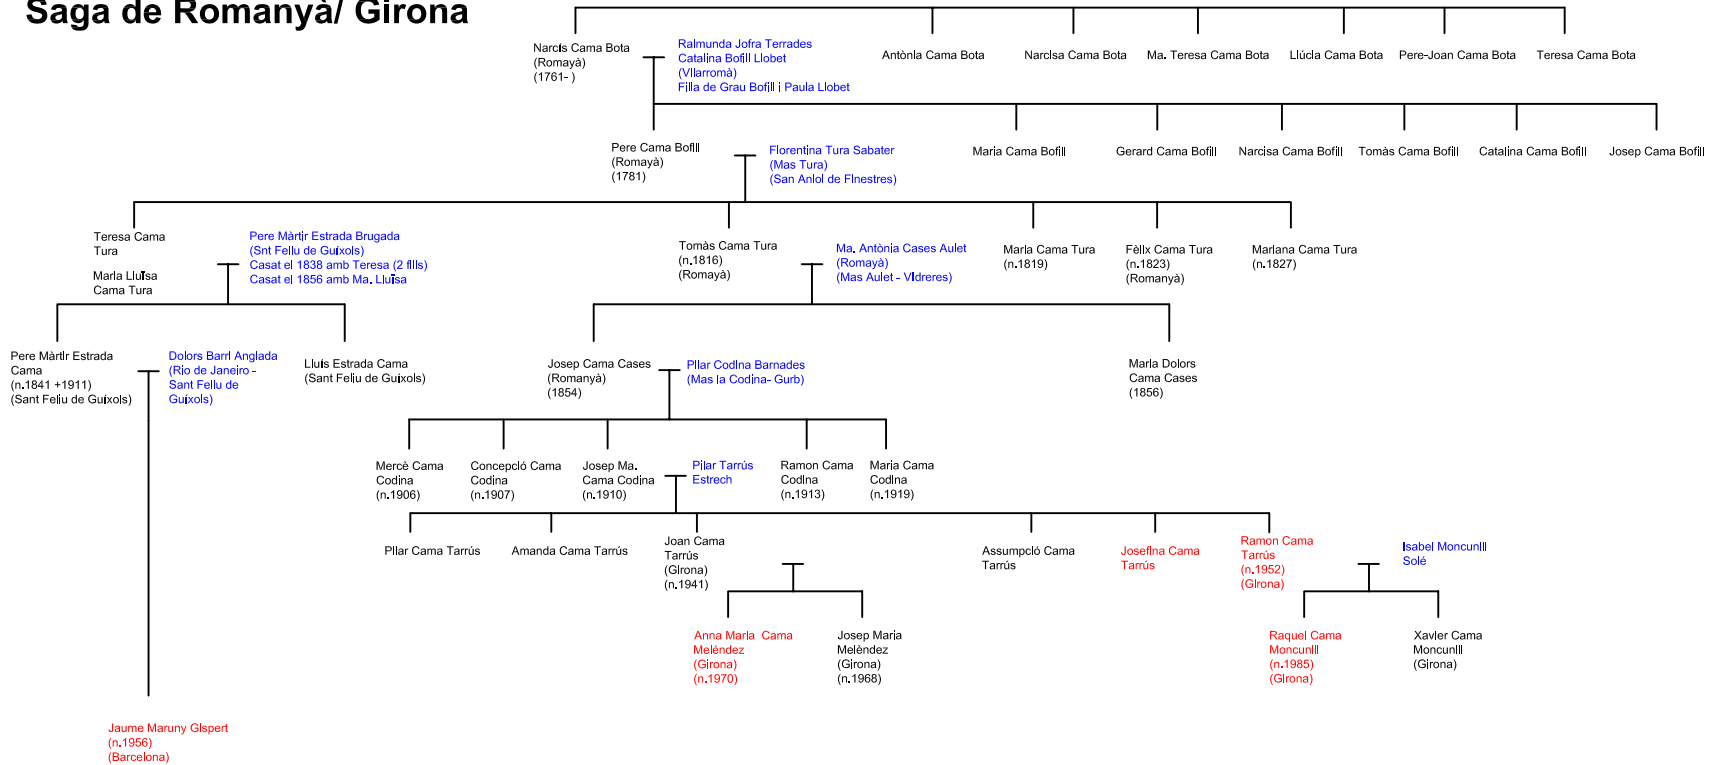 Saga de Romanyà/ Girona
Narcís Cama Bota
(Romayà)
(1761- )
Raimunda Jofra Terrades
Catalina Bofill Llobet
(Vilarromà)
Filla de Grau Bofill i Paula Llobet
Antònia Cama Bota
Narcisa Cama Bota
Ma. Teresa Cama Bota
Llúcia Cama Bota
Pere-Joan Cama Bota
Teresa Cama Bota
Pere Cama Bofill
(Romayà)
(1781)
Florentina Tura Sabater
(Mas Tura)
(San Aniol de Finestres)
Maria Cama Bofill
Gerard Cama Bofill
Narcisa Cama Bofill
Tomàs Cama Bofill
Catalina Cama Bofill
Josep Cama Bofill
Teresa Cama
Tura
Maria Lluïsa
Cama Tura
Pere Màrtir Estrada Brugada
(Snt Feliu de Guíxols)
Casat el 1838 amb Teresa (2 fills)
Casat el 1856 amb Ma. Lluïsa
Tomàs Cama Tura
(n.1816)
(Romayà)
Ma. Antònia Cases Aulet
(Romayà)
(Mas Aulet - Vidreres)
Maria Cama Tura
(n.1819)
Fèlix Cama Tura
(n.1823)
(Romanyà)
Mariana Cama Tura
(n.1827)
Pere Màrtir Estrada
Cama
(n.1841 +1911)
(Sant Feliu de Guíxols)
Dolors Barri Anglada
(Rio de Janeiro -
Sant Feliu de
Guíxols)
Lluís Estrada Cama
(Sant Feliu de Guíxols)
Josep Cama Cases
(Romanyà)
(1854)
Pilar Codina Barnades
(Mas la Codina- Gurb)
Maria Dolors
Cama Cases
(1856)
Mercè Cama
Codina
(n.1906)
Concepció Cama
Codina
(n.1907)
Josep Ma.
Cama Codina
(n.1910)
Pilar Tarrús
Estrech
Ramon Cama
Codina
(n.1913)
Maria Cama
Codina
(n.1919)
Pilar Cama Tarrús
Amanda Cama Tarrús
Joan Cama
Tarrús
(Girona)
(n.1941)
Assumpció Cama
Tarrús
Josefina Cama
Tarrús
Ramon Cama
Tarrús
(n.1952)
(Girona)
Isabel Moncunill
Solé
Anna Maria  Cama
Meléndez
(Girona)
(n.1970)
Josep Maria
Melèndez
(Girona)
(n.1968)
Raquel Cama
Moncunill
(n.1985)
(Girona)
Xavier Cama
Moncunill
(Girona)
Jaume Maruny Gispert
(n.1956)
(Barcelona)